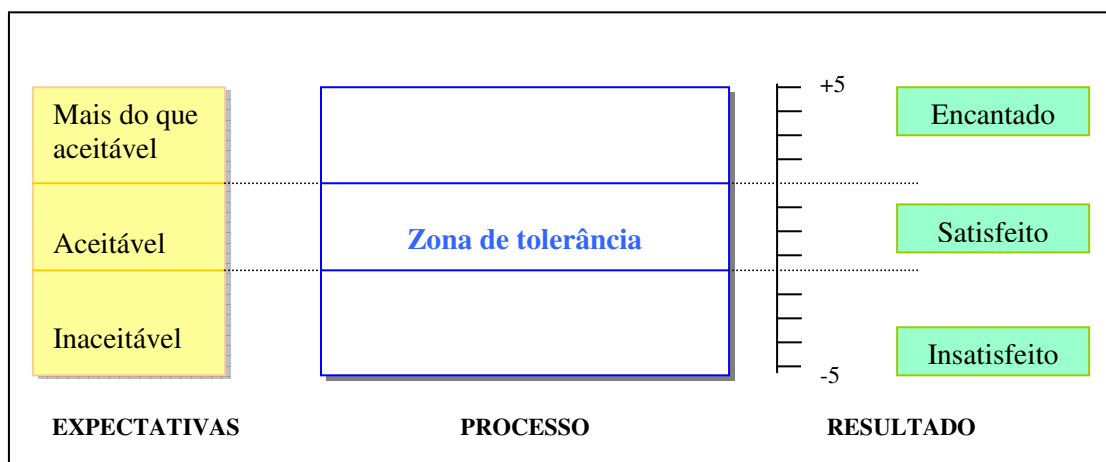 Mais do que
aceitável
Aceitável
Inaceitável
EXPECTATIVAS
Zona de tolerância
PROCESSO
+5
-5
Encantado
Satisfeito
Insatisfeito
RESULTADO